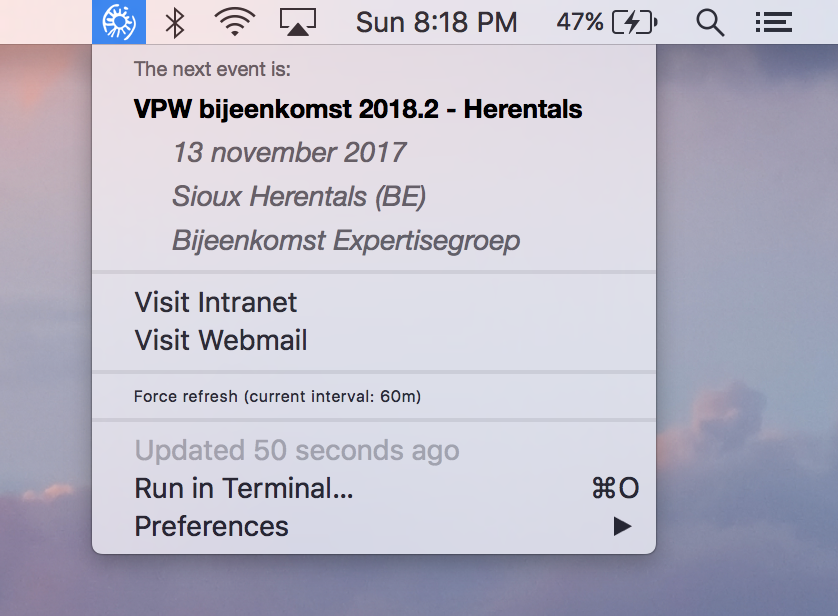 Sun 8:18 PM 47%
The next event is:
VPW bijeenkomst 2018.2 - Herentals
13 november 2017
Sioux Herentals (BE)
Bijeenkomst Expertisegroep
Visit Intranet
Visit Webmail
Force refresh (current interval: 60m)
Updated 50 seconds ago
Run in Terminal... ⌘O
Preferences